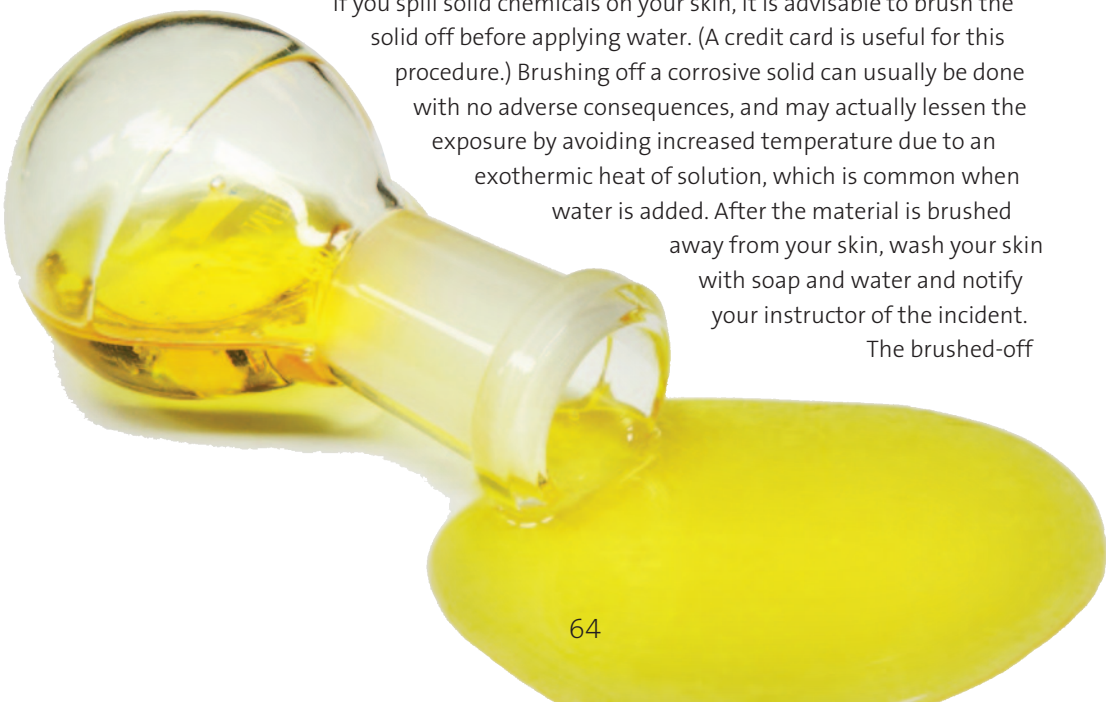 If you spill solid chemicals on your skin, it is advisable to brush the
solid off before applying water. (A credit card is useful for this
procedure.) Brushing off a corrosive solid can usually be done
with no adverse consequences, and may actually lessen the
exposure by avoiding increased temperature due to an
exothermic heat of solution, which is common when
water is added. After the material is brushed
away from your skin, wash your skin
with soap and water and notify
your instructor of the incident.
The brushed-off
64